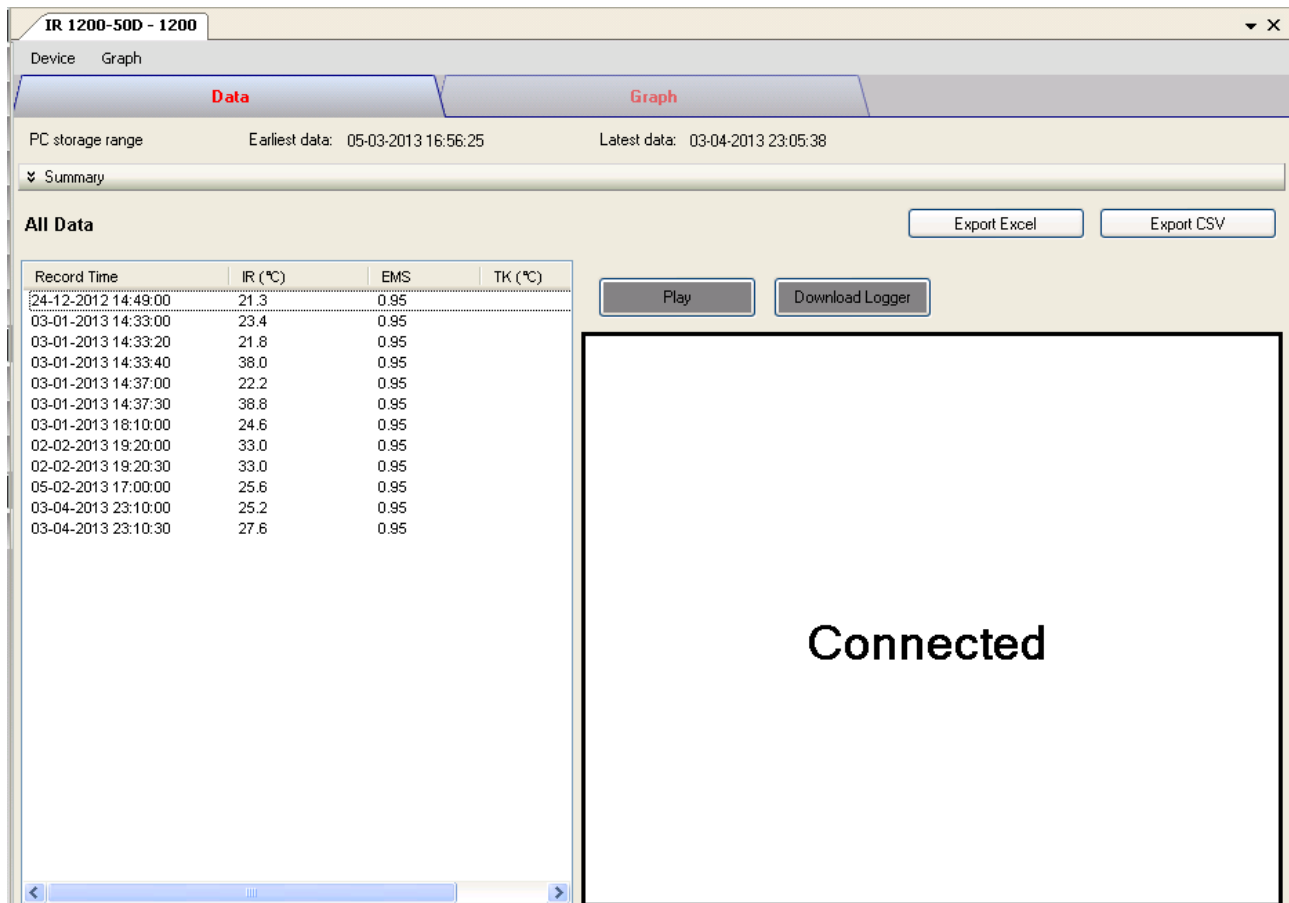 IR 1200-50D - 1200
Device Graph
Data Graph
PC storage range Earliest data: 05-03-2013 16:56:25 Latest data: 03-04-2013 23:05:38
Summary
All Data Export Excel Export CSV
Record Time IR (℃) EMS TK (℃)
Play Download Logger
24-12-2012 14:49:00 21.3 0.95
03-01-2013 14:33:00 23.4 0.95
03-01-2013 14:33:20 21.8 0.95
03-01-2013 14:33:40 38.0 0.95
03-01-2013 14:37:00 22.2 0.95
03-01-2013 14:37:30 38.8 0.95
03-01-2013 18:10:00 24.6 0.95
02-02-2013 19:20:00 33.0 0.95
02-02-2013 19:20:30 33.0 0.95
05-02-2013 17:00:00 25.6 0.95
03-04-2013 23:10:00 25.2 0.95
03-04-2013 23:10:30 27.6 0.95
Connected